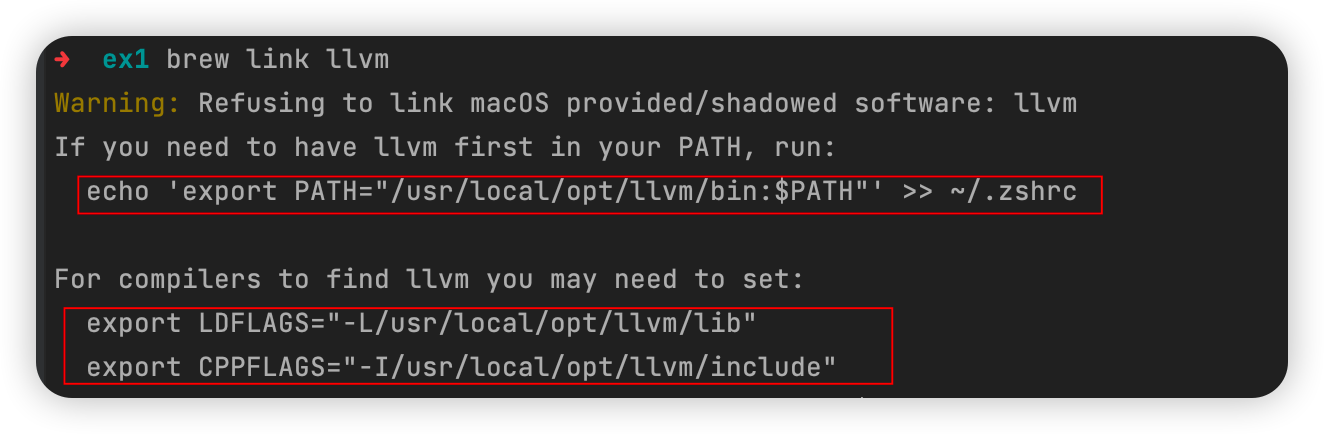 ➜ ex1 brew link llvm
Warning: Refusing to link macOS provided/shadowed software: llvm
If you need to have llvm first in your PATH, run:
echo 'export PATH="/usr/local/opt/llvm/bin:$PATH"' >> ~/.zshrc
For compilers to find llvm you may need to set:
export LDFLAGS="-L/usr/local/opt/llvm/lib"
export CPPFLAGS="-I/usr/local/opt/llvm/include"